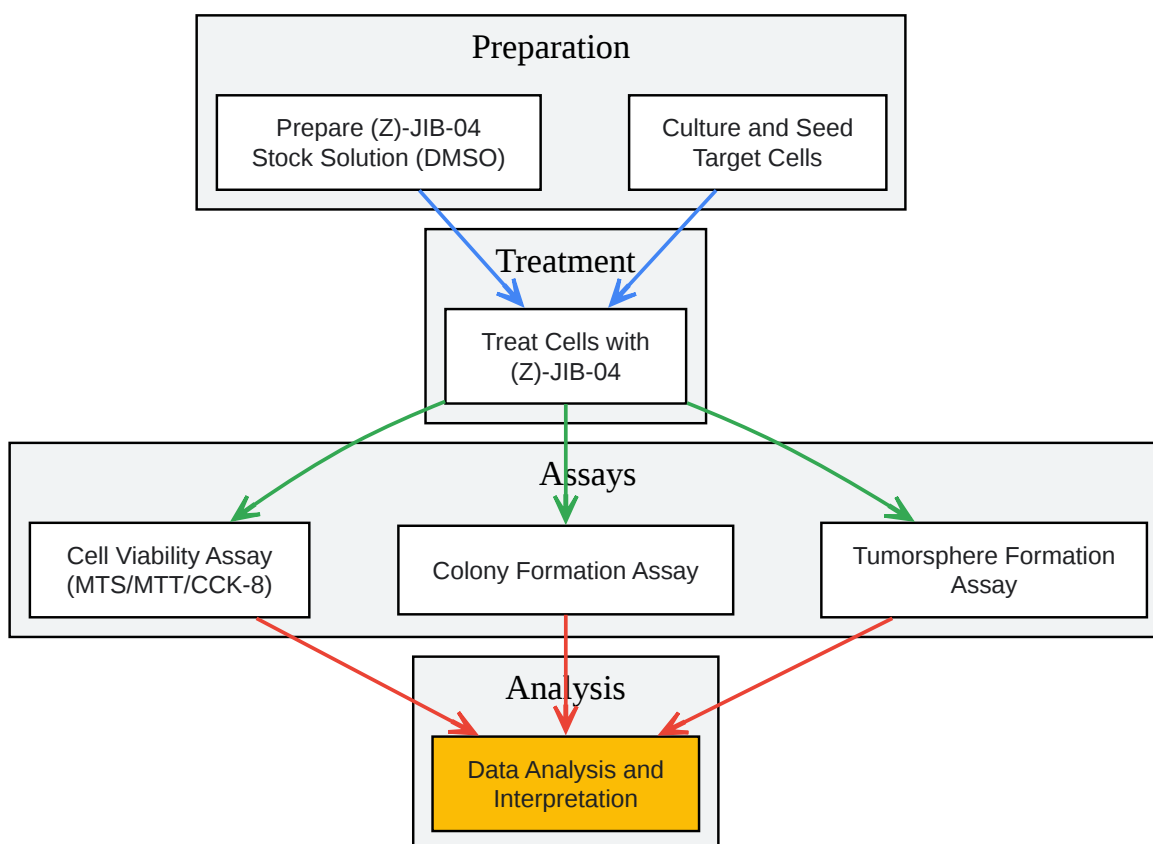 Preparation
Prepare (Z)-JIB-04
Stock Solution (DMSO)
Culture and Seed
Target Cells
Treatment
Treat Cells with
(Z)-JIB-04
Assays
Cell Viability Assay
(MTS/MTT/CCK-8)
Colony Formation Assay
Tumorsphere Formation
Assay
Analysis
Data Analysis and
Interpretation